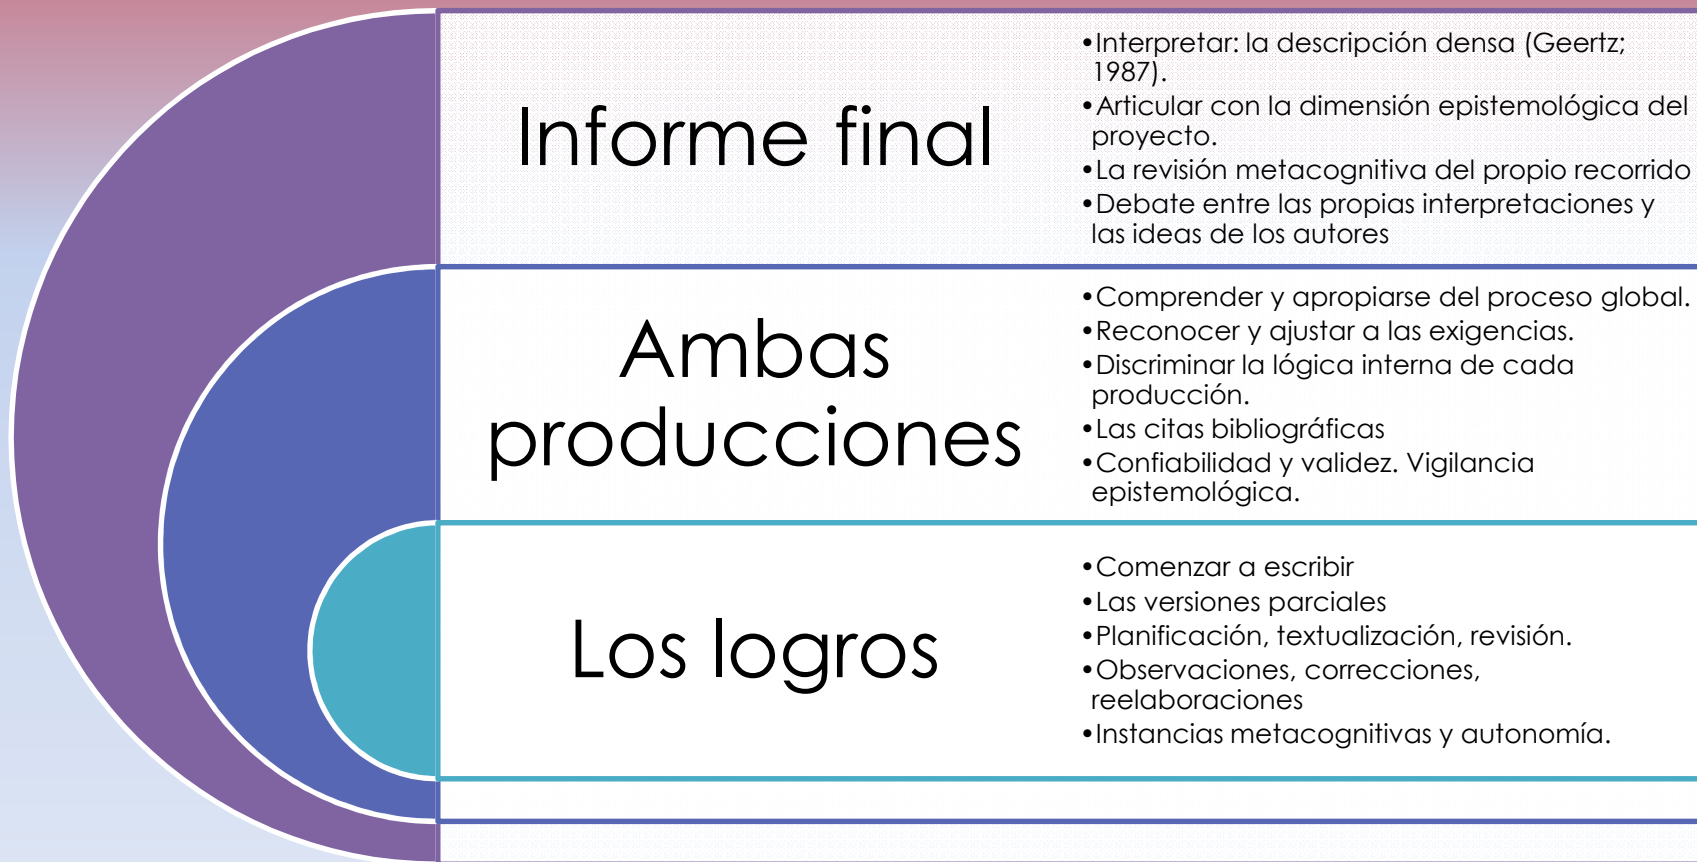 Informe final
•Interpretar: la descripción densa (Geertz;
1987).
•Articular con la dimensión epistemológica del
proyecto.
•La revisión metacognitiva del propio recorrido
•Debate entre las propias interpretaciones y
las ideas de los autores
Ambas
producciones
•Comprender y apropiarse del proceso global.
•Reconocer y ajustar a las exigencias.
•Discriminar la lógica interna de cada
producción.
•Las citas bibliográficas
•Confiabilidad y validez. Vigilancia
epistemológica.
Los logros
•Comenzar a escribir
•Las versiones parciales
•Planificación, textualización, revisión.
•Observaciones, correcciones,
reelaboraciones
•Instancias metacognitivas y autonomía.